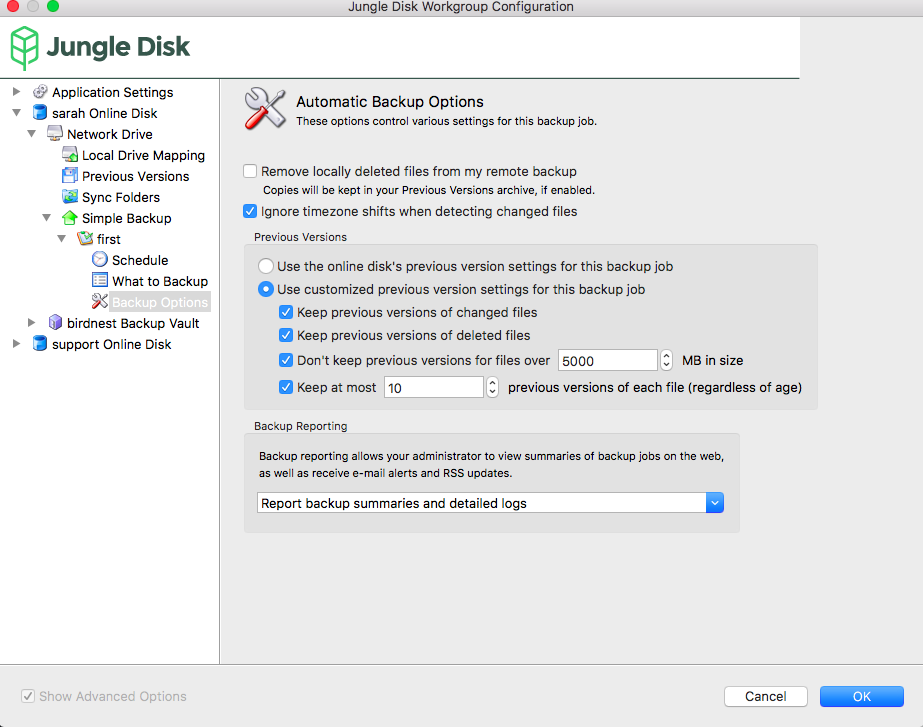 Jungle Disk Workgroup Configuration
Jungle Disk
Application Settings
sarah Online Disk
Network Drive
Local Drive Mapping
Previous Versions
Sync Folders
Simple Backup
first
Schedule
What to Backup
Backup Options
birdnest Backup Vault
support Online Disk
Automatic Backup Options
These options control various settings for this backup job.
Remove locally deleted files from my remote backup
Copies will be kept in your Previous Versions archive, if enabled.
Ignore timezone shifts when detecting changed files
Previous Versions
Use the online disk's previous version settings for this backup job
Use customized previous version settings for this backup job
Keep previous versions of changed files
Keep previous versions of deleted files
Don't keep previous versions for files over 5000 MB in size
Keep at most 10 previous versions of each file (regardless of age)
Backup Reporting
Backup reporting allows your administrator to view summaries of backup jobs on the web,
as well as receive e-mail alerts and RSS updates.
Report backup summaries and detailed logs
Show Advanced Options
Cancel
OK